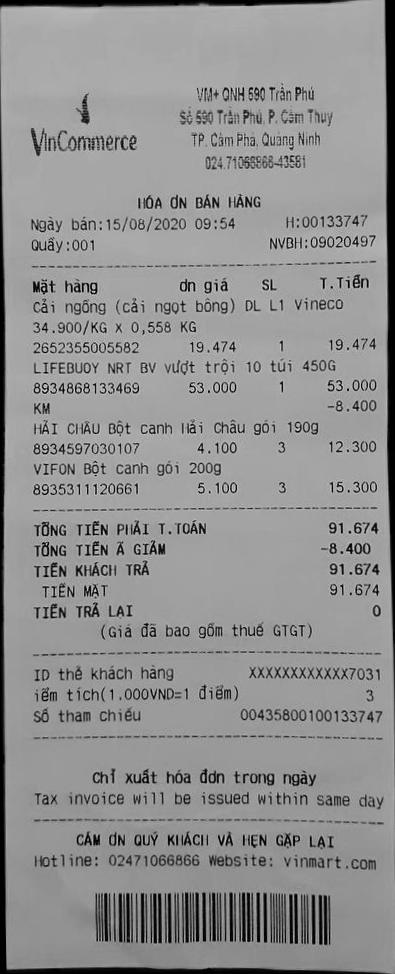 VM+ QNH 590 Trần Phú
Số 590 Trần Phú, P. Cẩm Thuỷ
VinCommerce
TP. Cẩm Phả, Quảng Ninh
024.71066866-43581
HÓA ƠN BÁN HÀNG
Ngày bán:15/08/2020 09:54 H:00133747
Quầy:001 NVBH:09020497
Mặt hàng ơn giá SL T.Tiền
Cải ngồng (cải ngọt bông) DL L1 Vineco
34.900/KG X 0,558 KG
2652355005582 19.474 1 19.474
LIFEBUOY NRT BV vượt trội 10 túi 450G
8934868133469 53.000 1 53.000
KM -8.400
HẢI CHÂU Bột canh Hải Châu gói 190g
8934597030107 4.100 3 12.300
VIFON Bột canh gói 200g
8935311120661 5.100 3 15.300
TỔNG TIỀN PHẢI T.TOÁN 91.674
TỔNG TIỀN Ã GIẢM -8.400
TIỀN KHÁCH TRẢ 91.674
TIỀN MẶT 91.674
TIỀN TRẢ LẠI 0
(Giá đã bao gồm thuế GTGT)
ID thẻ khách hàng XXXXXXXXXXXX7031
iểm tích(1.000VND=1 điểm) 3
Số tham chiếu 00435800100133747
Chỉ xuất hóa đơn trong ngày
Tax invoice will be issued within same day
CẢM ƠN QUÝ KHÁCH VÀ HẸN GẶP LẠI
Hotline: 02471066866 Website: vinmart.com